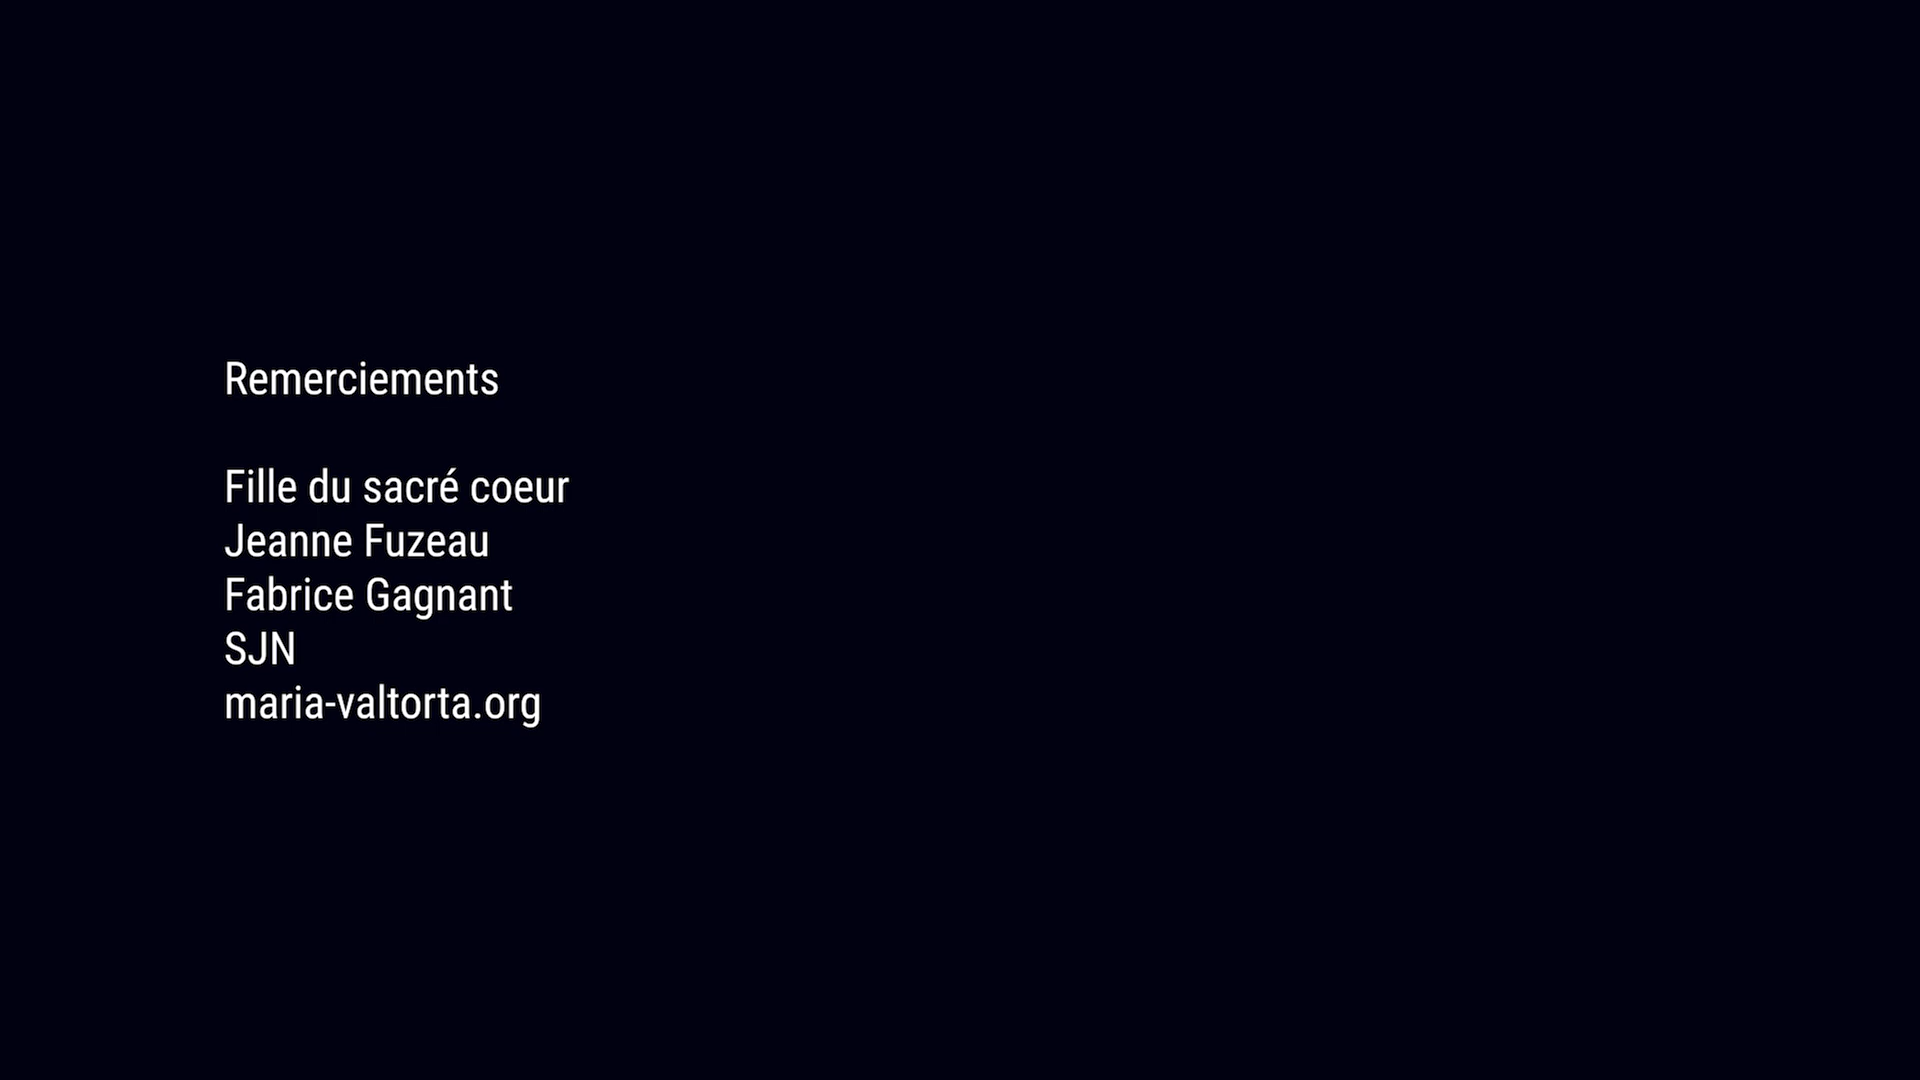 Remerciements
Fille du sacré coeur
Jeanne Fuzeau
Fabrice Gagnant
SJN
maria-valtorta.org